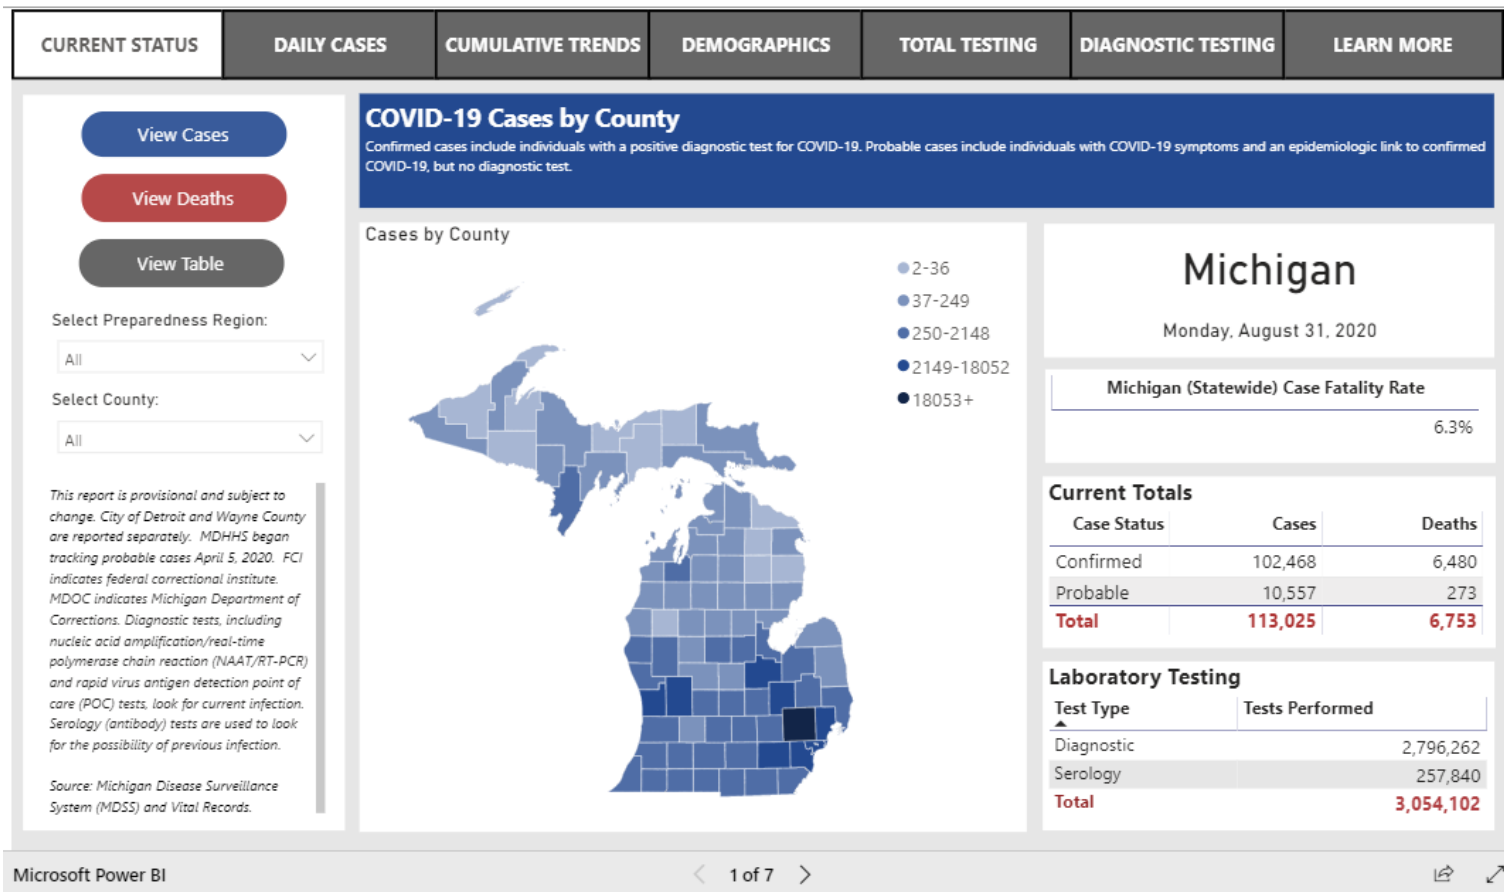 CURRENT STATUS
DAILY CASES
CUMULATIVE TRENDS
DEMOGRAPHICS
TOTAL TESTING
DIAGNOSTIC TESTING
LEARN MORE
View Cases
View Deaths
View Table
Select Preparedness Region:
All
Select County:
All
This report is provisional and subject to
change. City of Detroit and Wayne County
are reported separately. MDHHS began
tracking probable cases April 5, 2020. FCI
indicates federal correctional institute.
MDOC indicates Michigan Department of
Corrections. Diagnostic tests, including
nucleic acid amplification/real-time
polymerase chain reaction (NAAT/RT-PCR)
and rapid virus antigen detection point of
care (POC) tests, look for current infection.
Serology (antibody) tests are used to look
for the possibility of previous infection.
Source: Michigan Disease Surveillance
System (MDSS) and Vital Records.
COVID-19 Cases by County
Confirmed cases include individuals with a positive diagnostic test for COVID-19. Probable cases include individuals with COVID-19 symptoms and an epidemiologic link to confirmed
COVID-19, but no diagnostic test.
Cases by County
2-36
37-249
250-2148
2149-18052
18053+
Michigan
Monday, August 31, 2020
Michigan (Statewide) Case Fatality Rate
6.3%
Current Totals
Case Status Cases Deaths
Confirmed 102,468 6,480
Probable 10,557 273
Total 113,025 6,753
Laboratory Testing
Test Type Tests Performed
Diagnostic 2,796,262
Serology 257,840
Total 3,054,102
Microsoft Power BI
1 of 7